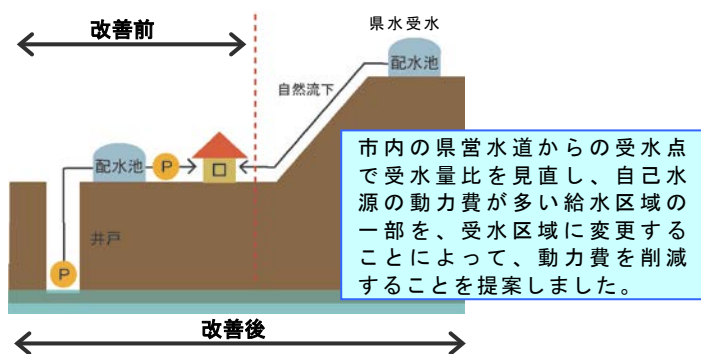 改善前
県水受水
配水池
自然流下
配水池
P
井戸
P
市内の県営水道からの受水点
で受水量比を見直し、自己水
源の動力費が多い給水区域の
一部を、受水区域に変更する
ことによって、動力費を削減
することを提案しました。
改善後